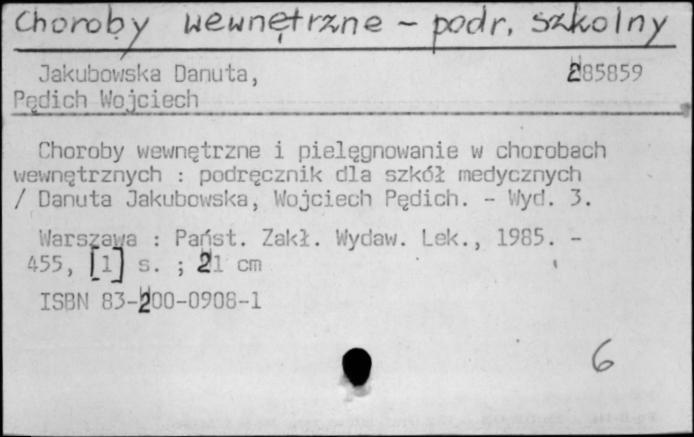 Choroby wewnętrzne - podr. szkolny
Jakubowska Danuta, 285859
Pędich Wojciech
Choroby wewnętrzne i pielęgnowanie w chorobach
wewnętrznych : podręcznik dla szkół medycznych
/ Danuta Jakubowska, Wojciech Pędich. - Wyd. 3.
Warszawa : Państ. Zakł. Wydaw. Lek., 1985. -
455, [1] s. ; 21 cm
ISBN 83-200-0908-1
6